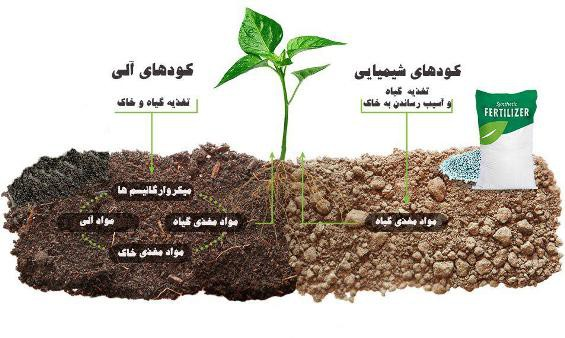 کودهای آلی
تغذیه گیاه و خاک
کودهای شیمیایی
تغذیه گیاه
و آسیب رساندن به خاک
Synthetic
FERTILIZER
میکروارگانیسم ها
مواد آلی
مواد مغذی گیاه
مواد مغذی خاک
مواد مغذی گیاه